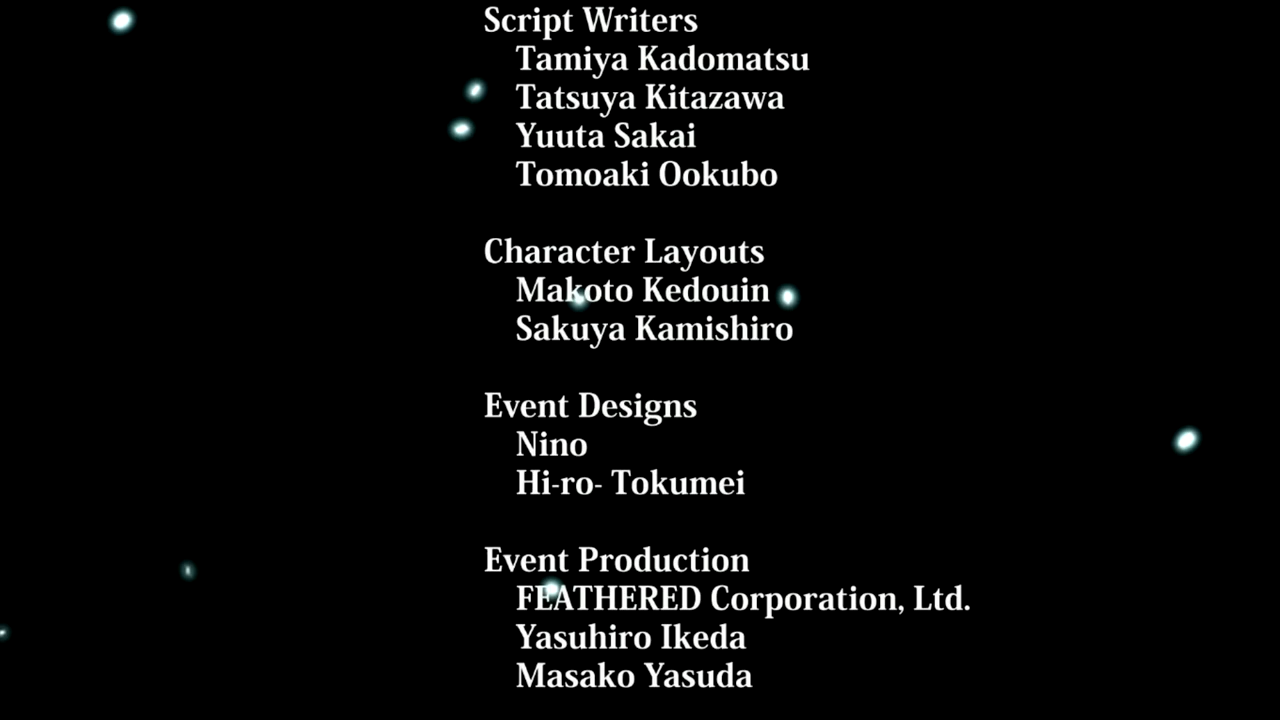 Script Writers
Tamiya Kadomatsu
Tatsuya Kitazawa
Yuuta Sakai
Tomoaki Ookubo
Character Layouts
Makoto Kedouin
Sakuya Kamishiro
Event Designs
Nino
Hi-ro- Tokumei
Event Production
FEATHERED Corporation, Ltd.
Yasuhiro Ikeda
Masako Yasuda